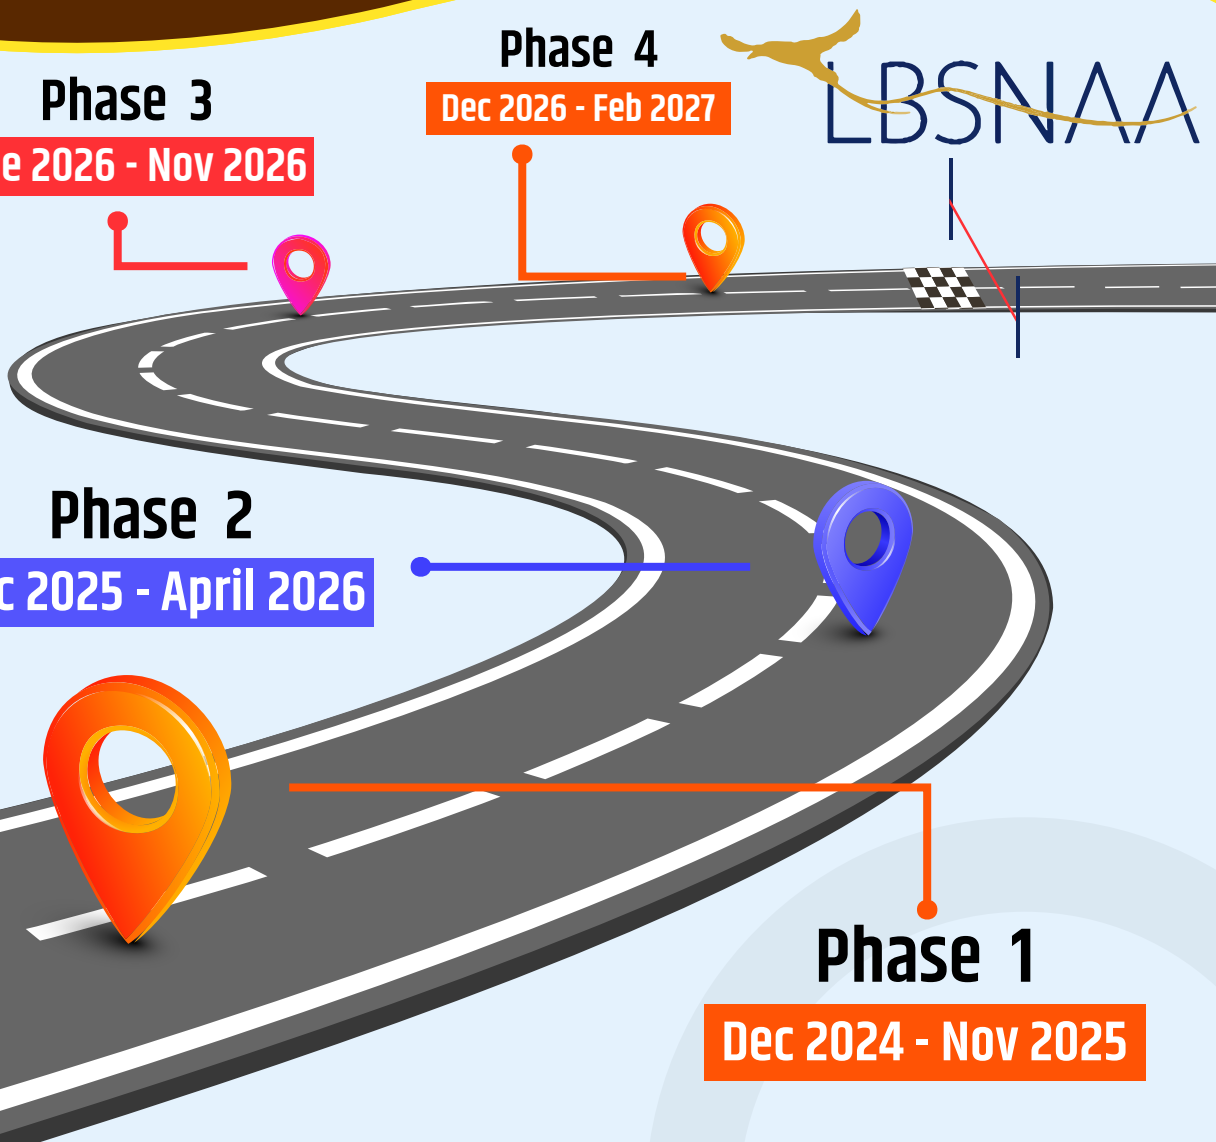 Phase 4
Dec 2026 - Feb 2027
LBSNAA
Phase 3
e 2026 - Nov 2026
Phase 2
c 2025 - April 2026
Phase 1
Dec 2024 - Nov 2025